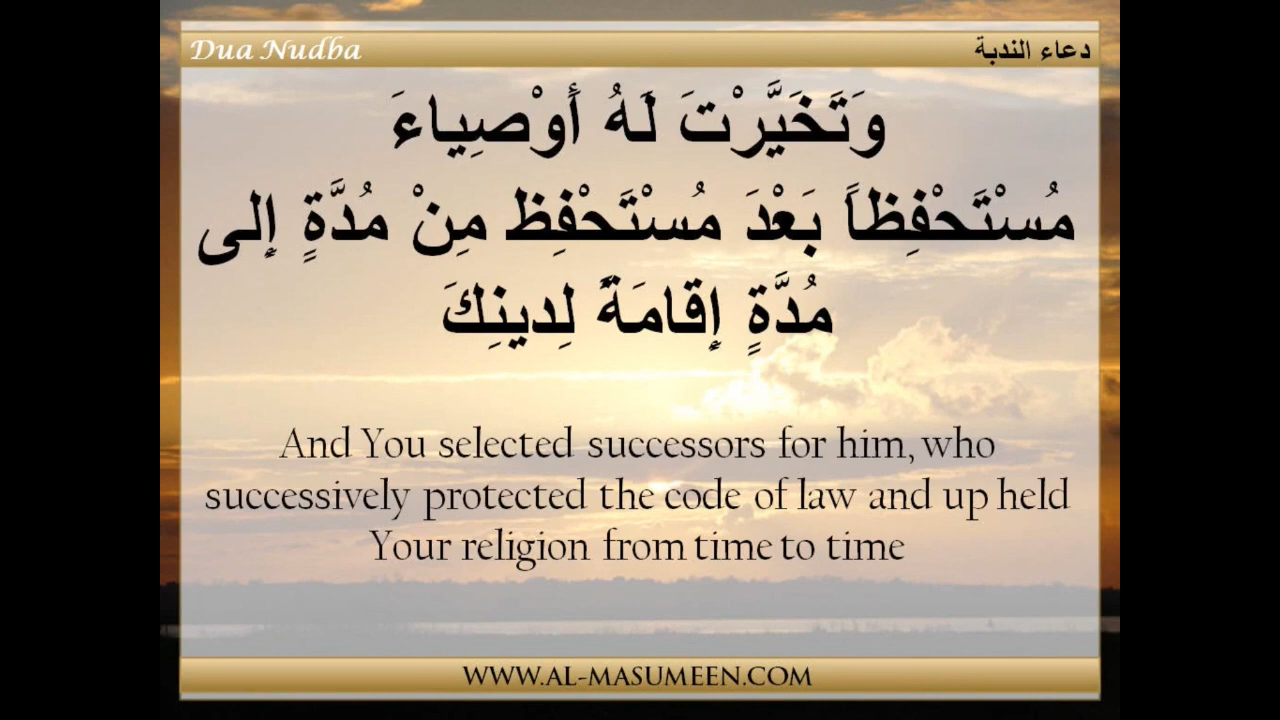 Dua Nudba
دعاء الندبة
وَتَخَيَّرْتَ لَهُ أَوْصِياءَ
مُسْتَحْفِظاً بَعْدَ مُسْتَحْفِظ مِنْ مُدَّةٍ إِلى
مُدَّةٍ إِقامَةً لِدينِكَ
And You selected successors for him, who
successively protected the code of law and up held
Your religion from time to time
WWW.AL-MASUMEEN.COM